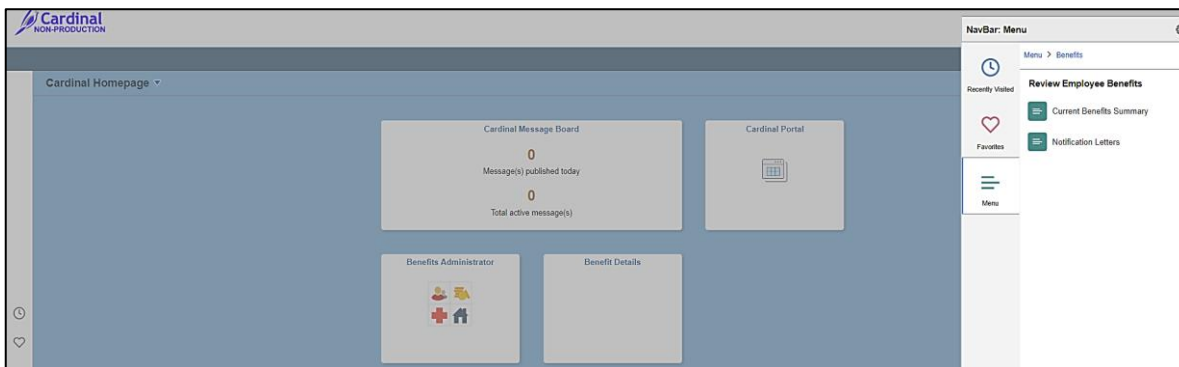 Cardinal
NON-PRODUCTION
Cardinal Homepage
Cardinal Message Board
0
Message(s) published today
0
Total active message(s)
Cardinal Portal
Benefits Administrator
Benefit Details
NavBar: Menu
Recently Visited
Favorites
Menu
Menu > Benefits
Review Employee Benefits
Current Benefits Summary
Notification Letters